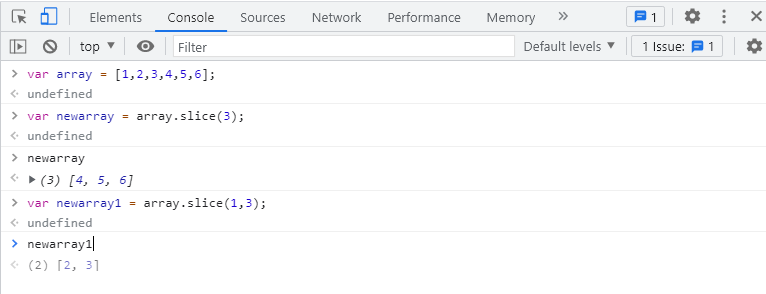 Elements Console Sources Network Performance Memory » 1
top ▼ Filter Default levels ▼ 1 Issue: 1
> var array = [1,2,3,4,5,6];
undefined
> var newarray = array.slice(3);
undefined
> newarray
▶(3) [4, 5, 6]
> var newarray1 = array.slice(1,3);
undefined
> newarray1
(2) [2, 3]